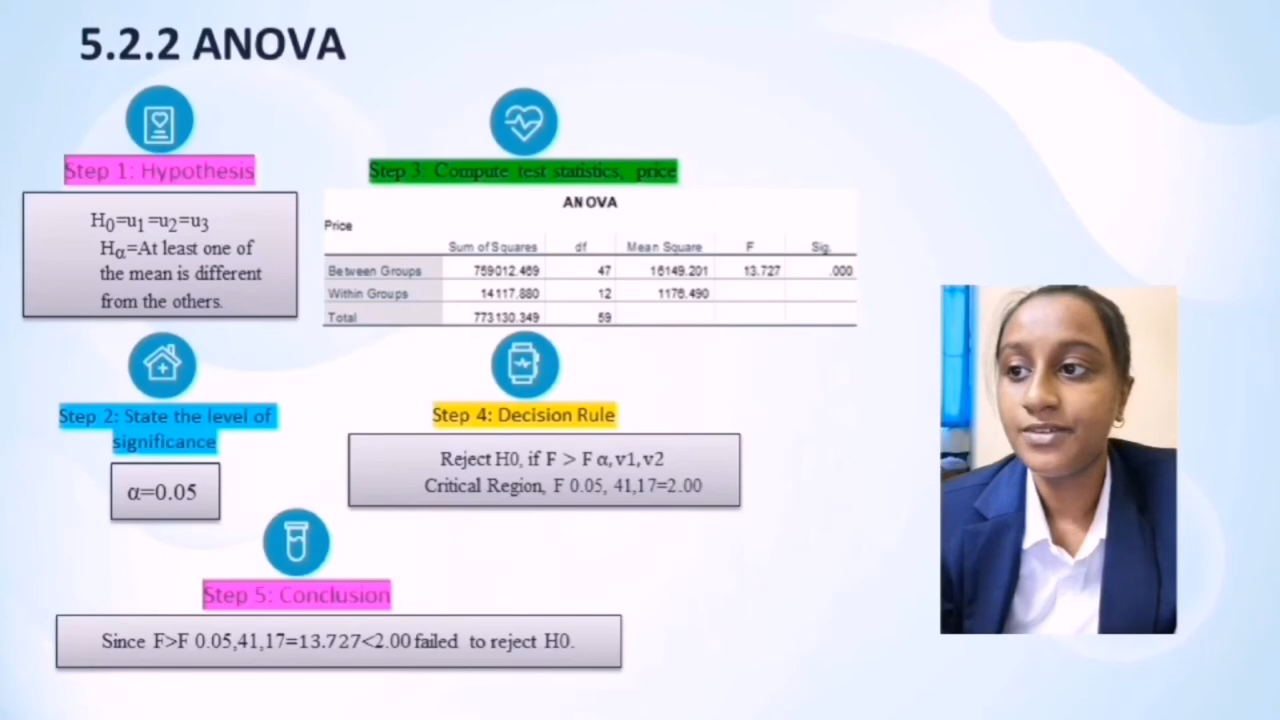 5.2.2 ANOVA
Step 1: Hypothesis
H0=u1=u2=u3
Hα=At least one of
the mean is different
from the others.
Step 2: State the level of
significance
α=0.05
Step 3: Compute test statistics, price
ANOVA
Price
Sum of Squares df Mean Square F Sig.
Between Groups 759012.469 47 16149.201 13.727 .000
Within Groups 14117.880 12 1176.490
Total 773130.349 59
Step 4: Decision Rule
Reject H0, if F > F α,v1,v2
Critical Region, F 0.05, 41,17=2.00
Step 5: Conclusion
Since F>F 0.05,41,17=13.727<2.00 failed to reject H0.